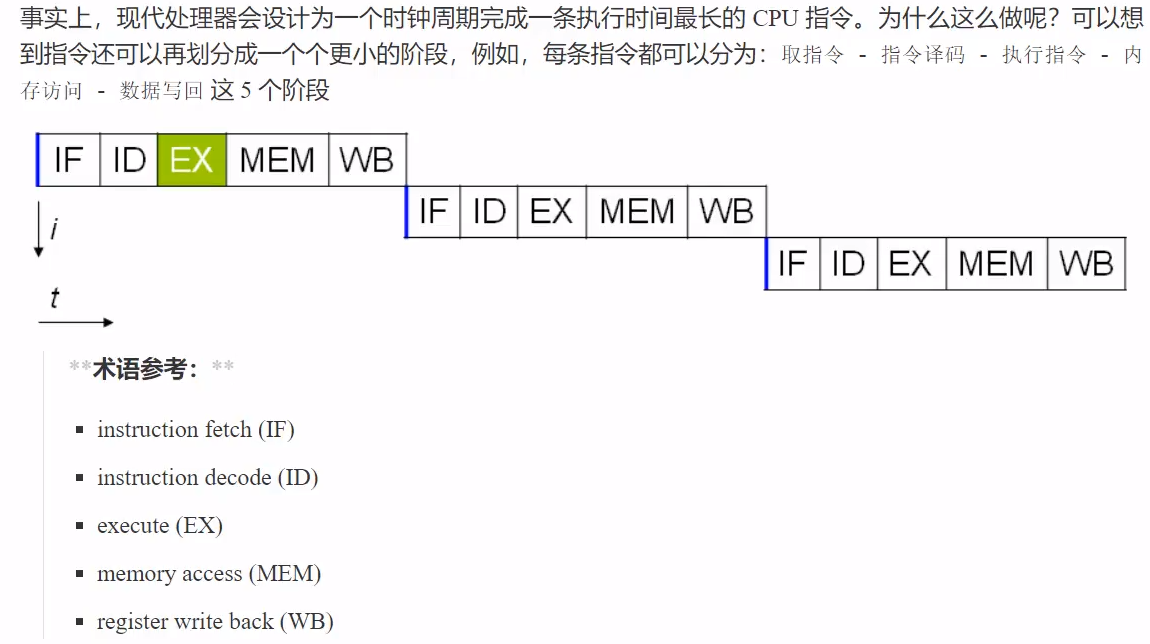 事实上，现代处理器会设计为一个时钟周期完成一条执行时间最长的 CPU 指令。为什么这么做呢？可以想
到指令还可以再划分成一个个更小的阶段，例如，每条指令都可以分为：取指令 - 指令译码 - 执行指令 - 内
存访问 - 数据写回 这 5 个阶段
IF ID EX MEM WB
IF ID EX MEM WB
i
IF ID EX MEM WB
t
**术语参考：**
▪ instruction fetch (IF)
▪ instruction decode (ID)
▪ execute (EX)
▪ memory access (MEM)
▪ register write back (WB)